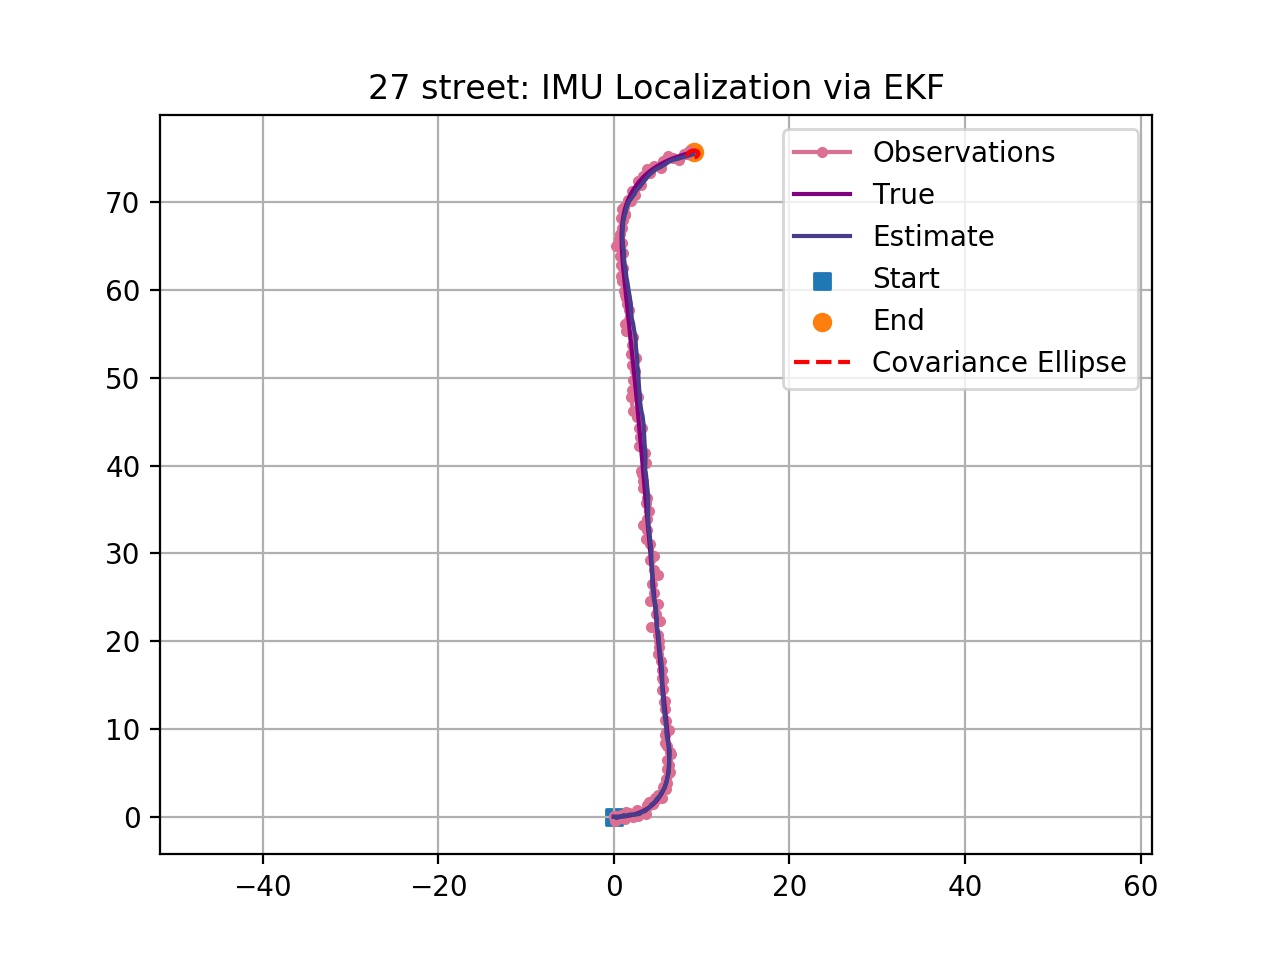 27 street: IMU Localization via EKF
Observations
True
Estimate
Start
End
Covariance Ellipse
70
60
50
40
30
20
10
0
−40 −20 0 20 40 60